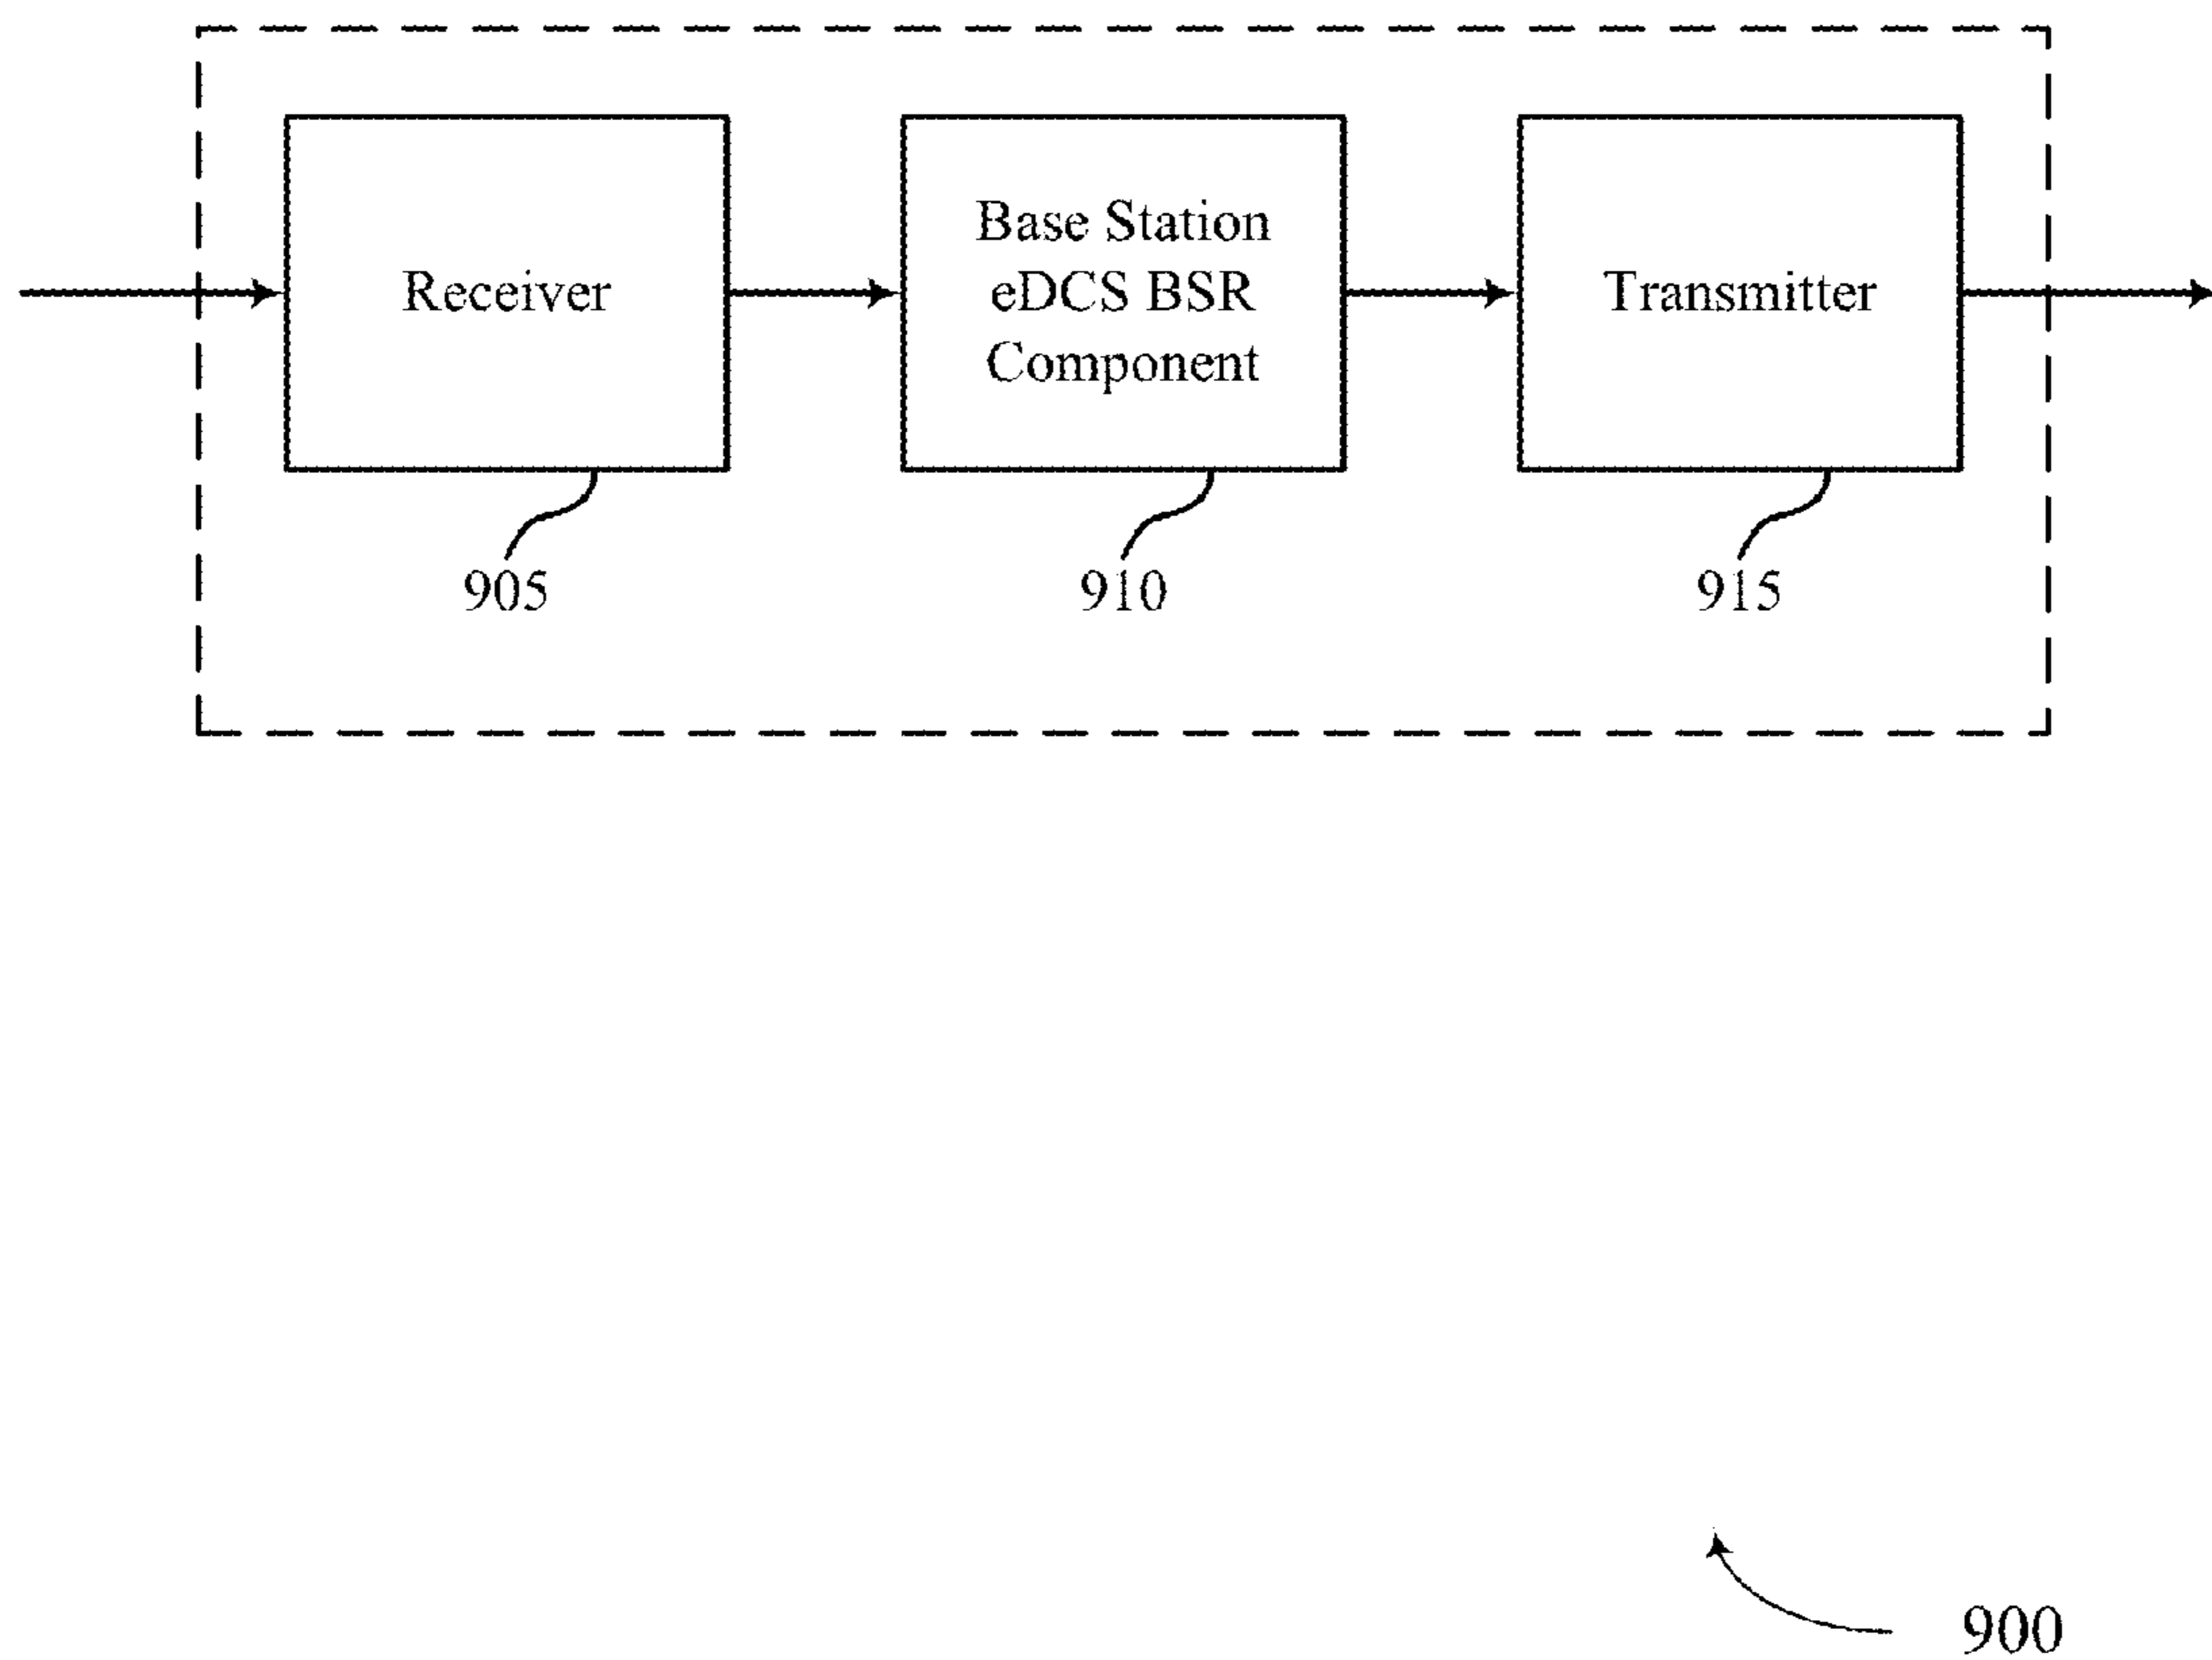 Receiver
Base Station
eDCS BSR
Component
Transmitter
905
910
915
900